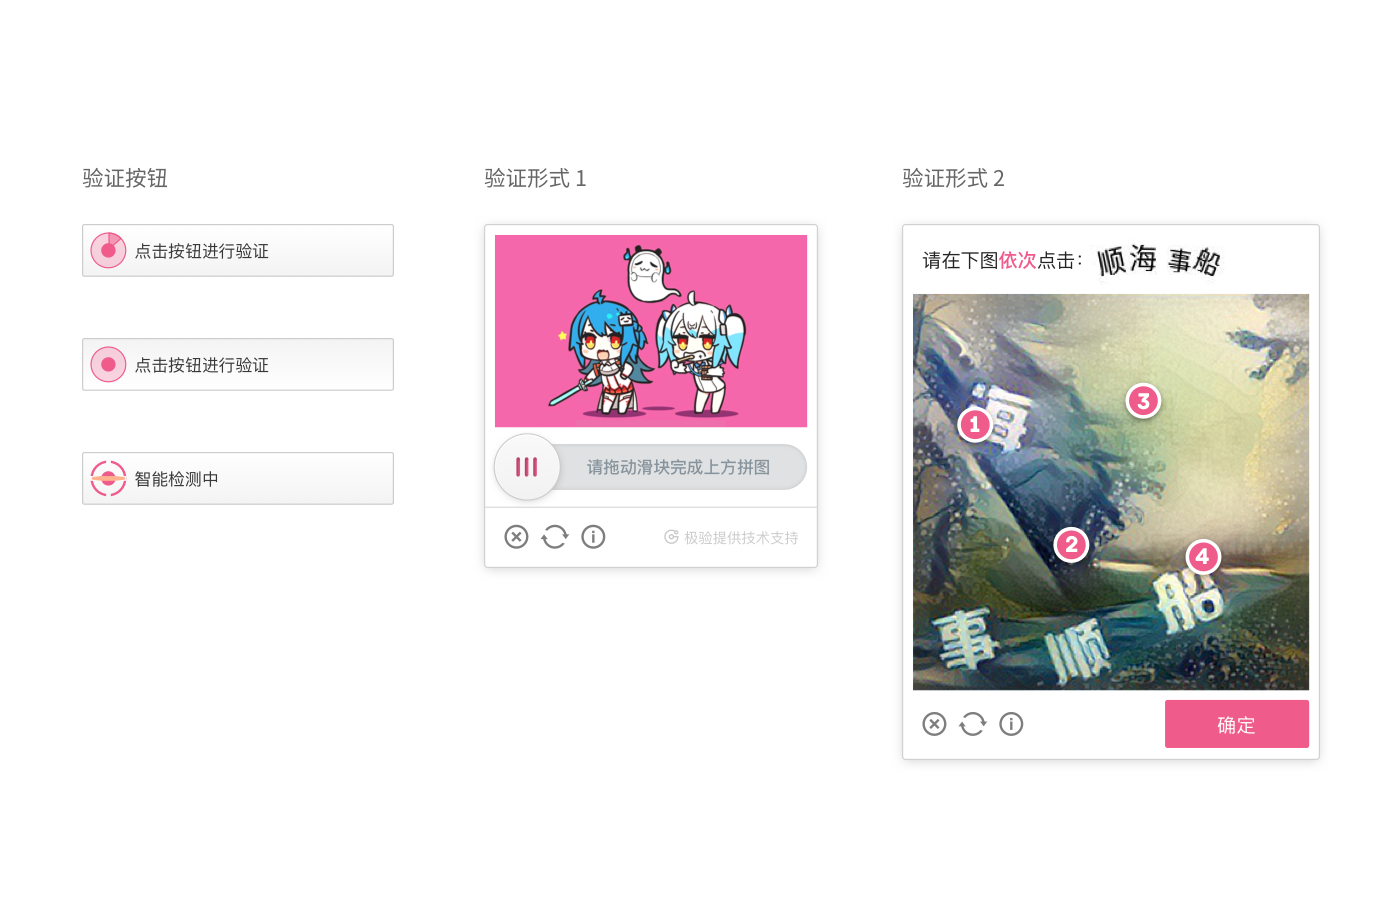 验证按钮
点击按钮进行验证
点击按钮进行验证
智能检测中
验证形式 1
请拖动滑块完成上方拼图
极验提供技术支持
验证形式 2
请在下图依次点击：顺海事船
1
3
2
4
船
事
顺
确定